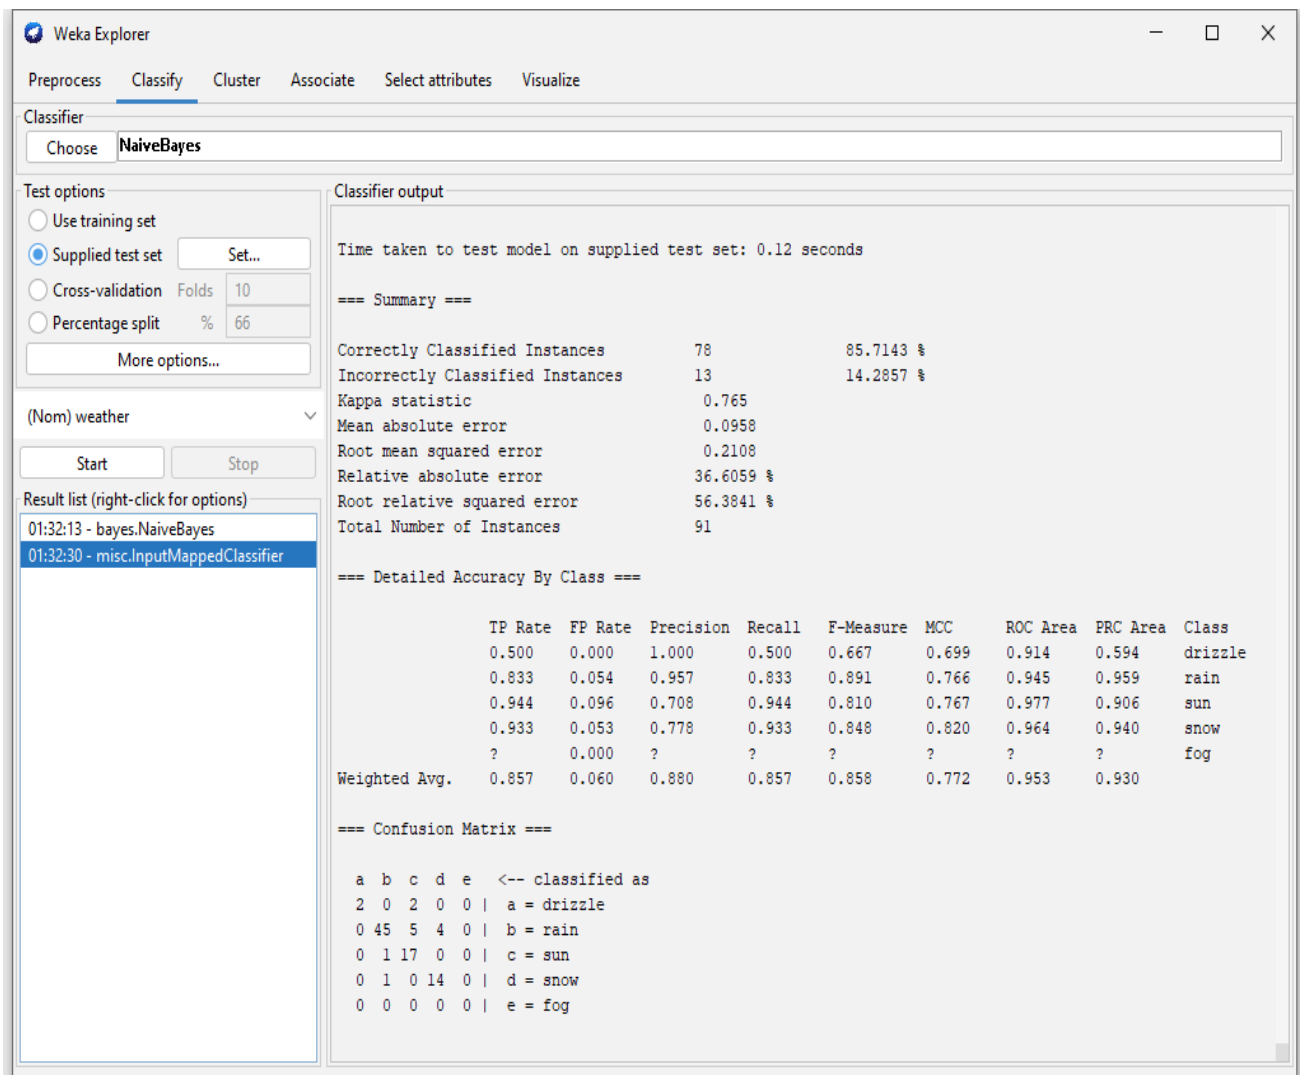 Weka Explorer
Preprocess Classify Cluster Associate Select attributes Visualize
Classifier
Choose NaiveBayes
Test options
Use training set
Supplied test set Set...
Cross-validation Folds 10
Percentage split % 66
More options...
(Nom) weather
Start Stop
Result list (right-click for options)
01:32:13 - bayes.NaiveBayes
01:32:30 - misc.InputMappedClassifier
Classifier output
Time taken to test model on supplied test set: 0.12 seconds
=== Summary ===
Correctly Classified Instances 78 85.7143 %
Incorrectly Classified Instances 13 14.2857 %
Kappa statistic 0.765
Mean absolute error 0.0958
Root mean squared error 0.2108
Relative absolute error 36.6059 %
Root relative squared error 56.3841 %
Total Number of Instances 91
=== Detailed Accuracy By Class ===
TP Rate FP Rate Precision Recall F-Measure MCC ROC Area PRC Area Class
0.500 0.000 1.000 0.500 0.667 0.699 0.914 0.594 drizzle
0.833 0.054 0.957 0.833 0.891 0.766 0.945 0.959 rain
0.944 0.096 0.708 0.944 0.810 0.767 0.977 0.906 sun
0.933 0.053 0.778 0.933 0.848 0.820 0.964 0.940 snow
? 0.000 ? ? ? ? ? ? fog
Weighted Avg. 0.857 0.060 0.880 0.857 0.858 0.772 0.953 0.930
=== Confusion Matrix ===
a b c d e <-- classified as
2 0 2 0 0 | a = drizzle
0 45 5 4 0 | b = rain
0 1 17 0 0 | c = sun
0 1 0 14 0 | d = snow
0 0 0 0 0 | e = fog